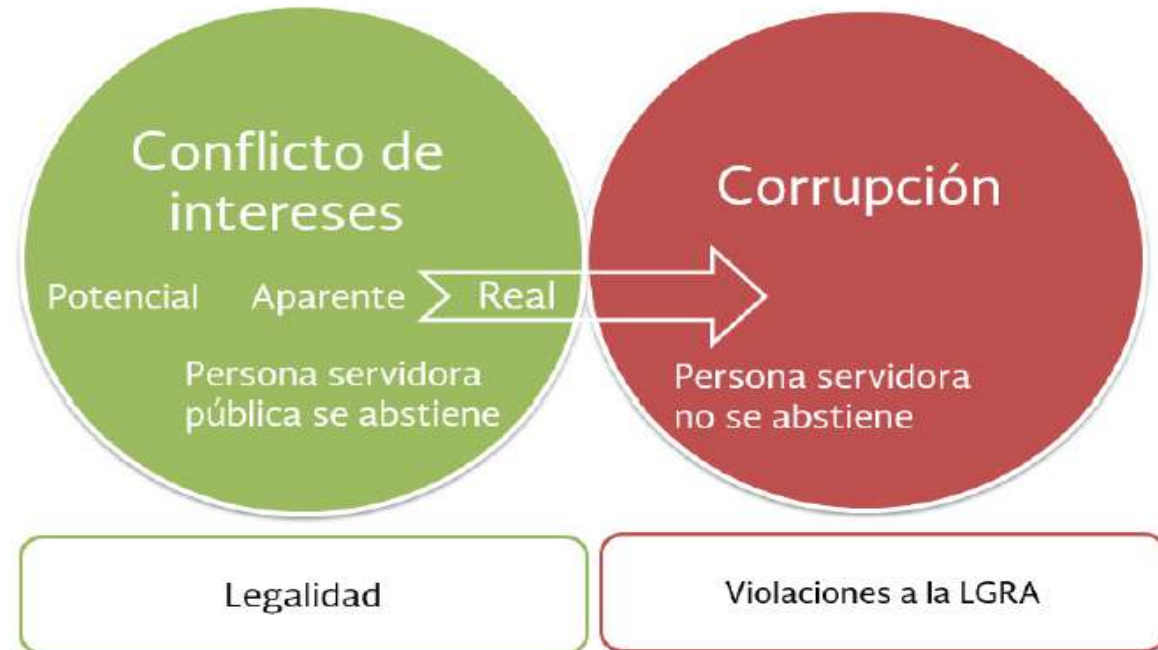 Conflicto de
intereses
Potencial Aparente Real
Persona servidora
pública se abstiene
Corrupción
Persona servidora
no se abstiene
Legalidad
Violaciones a la LGRA